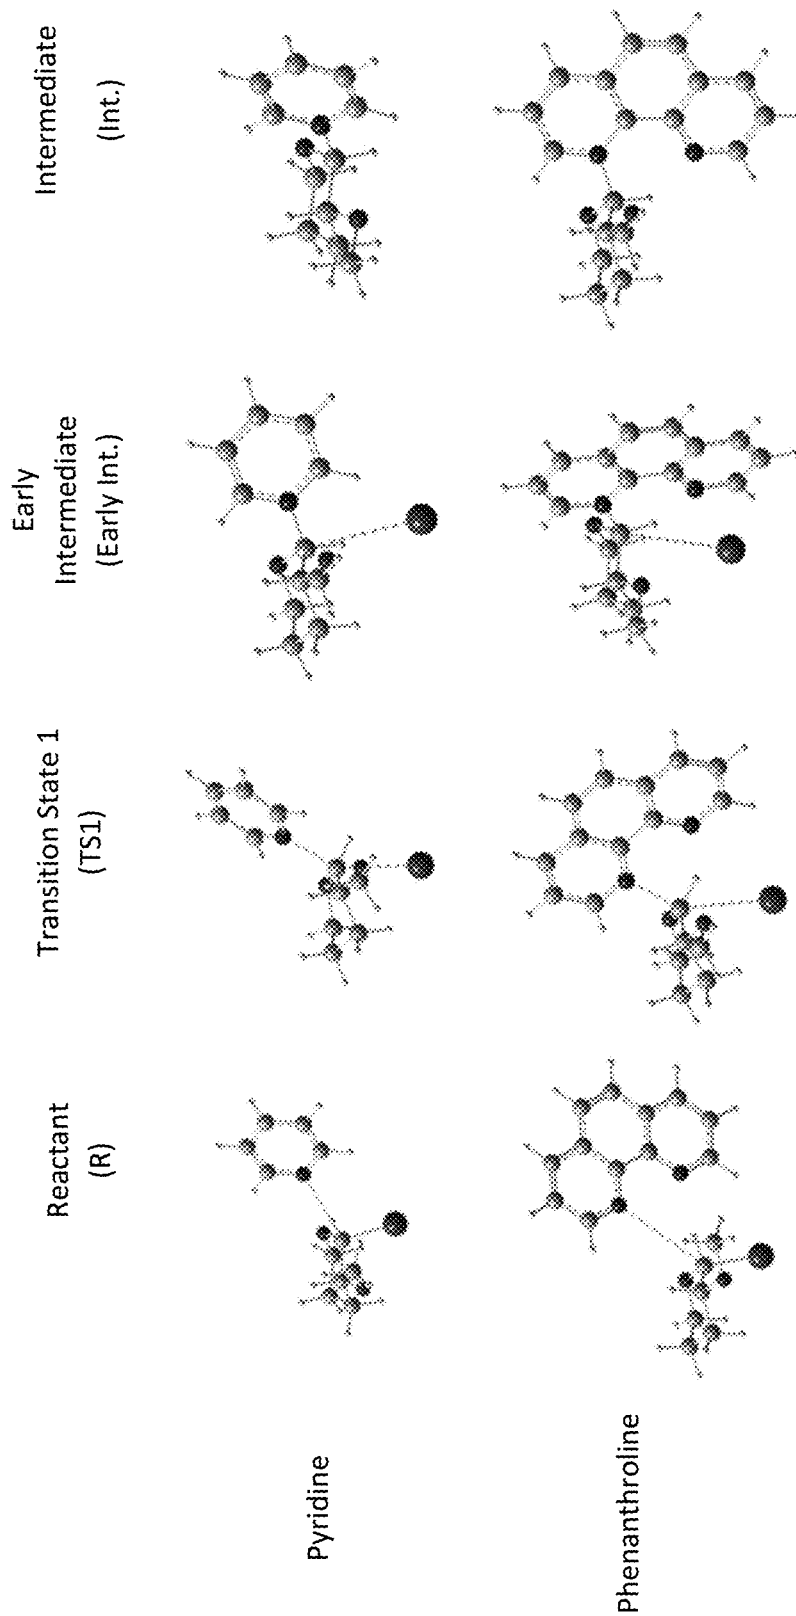 Reactant
(R)
Transition State 1
(TS1)
Early
Intermediate
(Early Int.)
Intermediate
(Int.)
Pyridine
Phenanthroline